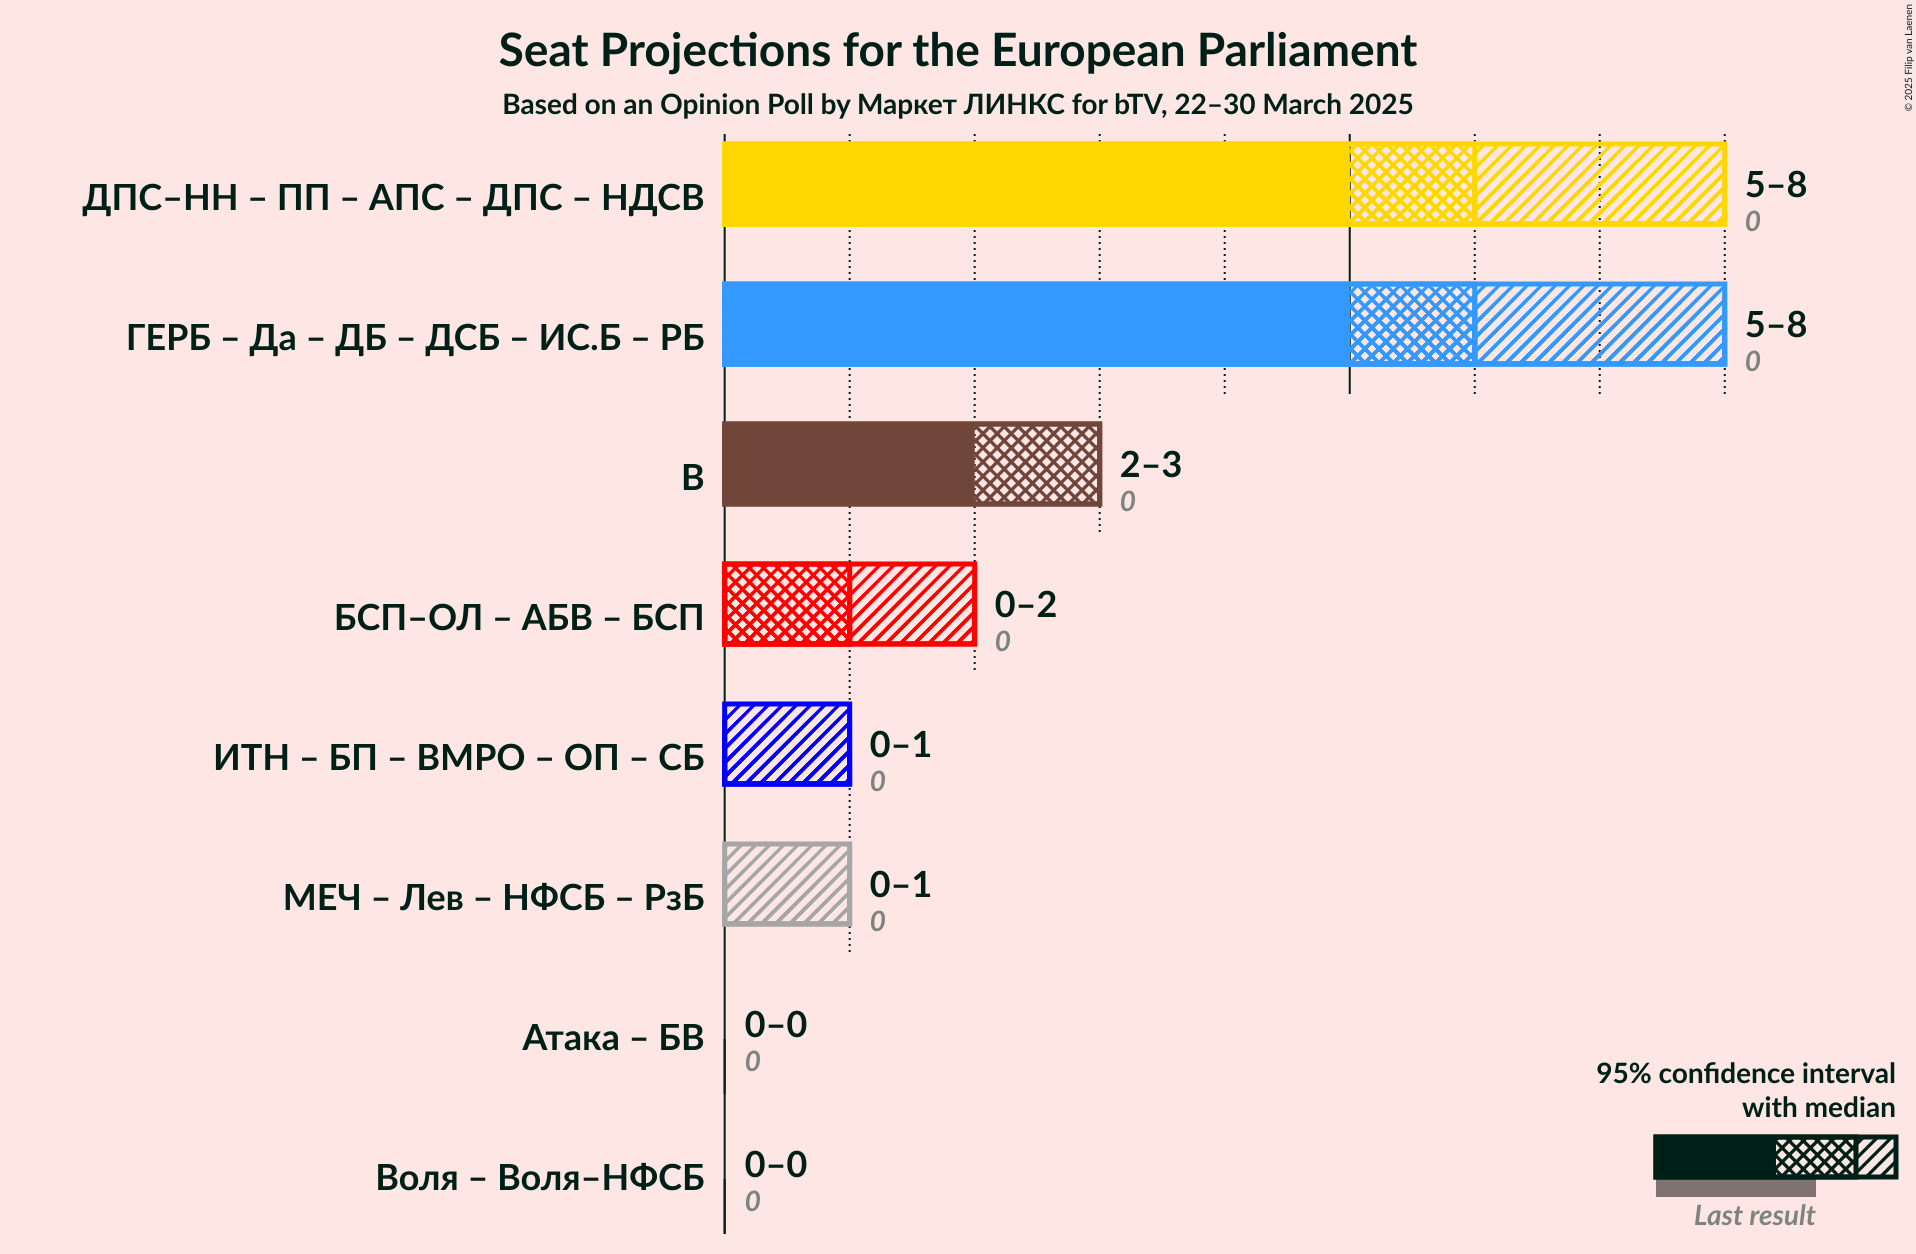 Seat Projections for the European Parliament
Based on an Opinion Poll by Маркет ЛИНКС for bTV, 22–30 March 2025
© 2025 Filip van Laenen
ДПС–НН – ПП – АПС – ДПС – НДСВ
5–8
0
ГЕРБ – Да – ДБ – ДСБ – ИС.Б – РБ
5–8
0
В
2–3
0
БСП–ОЛ – АБВ – БСП
0–2
0
ИТН – БП – ВМРО – ОП – СБ
0–1
0
МЕЧ – Лев – НФСБ – РзБ
0–1
0
Атака – БВ
0–0
0
Воля – Воля–НФСБ
0–0
0
95% confidence interval
with median
Last result